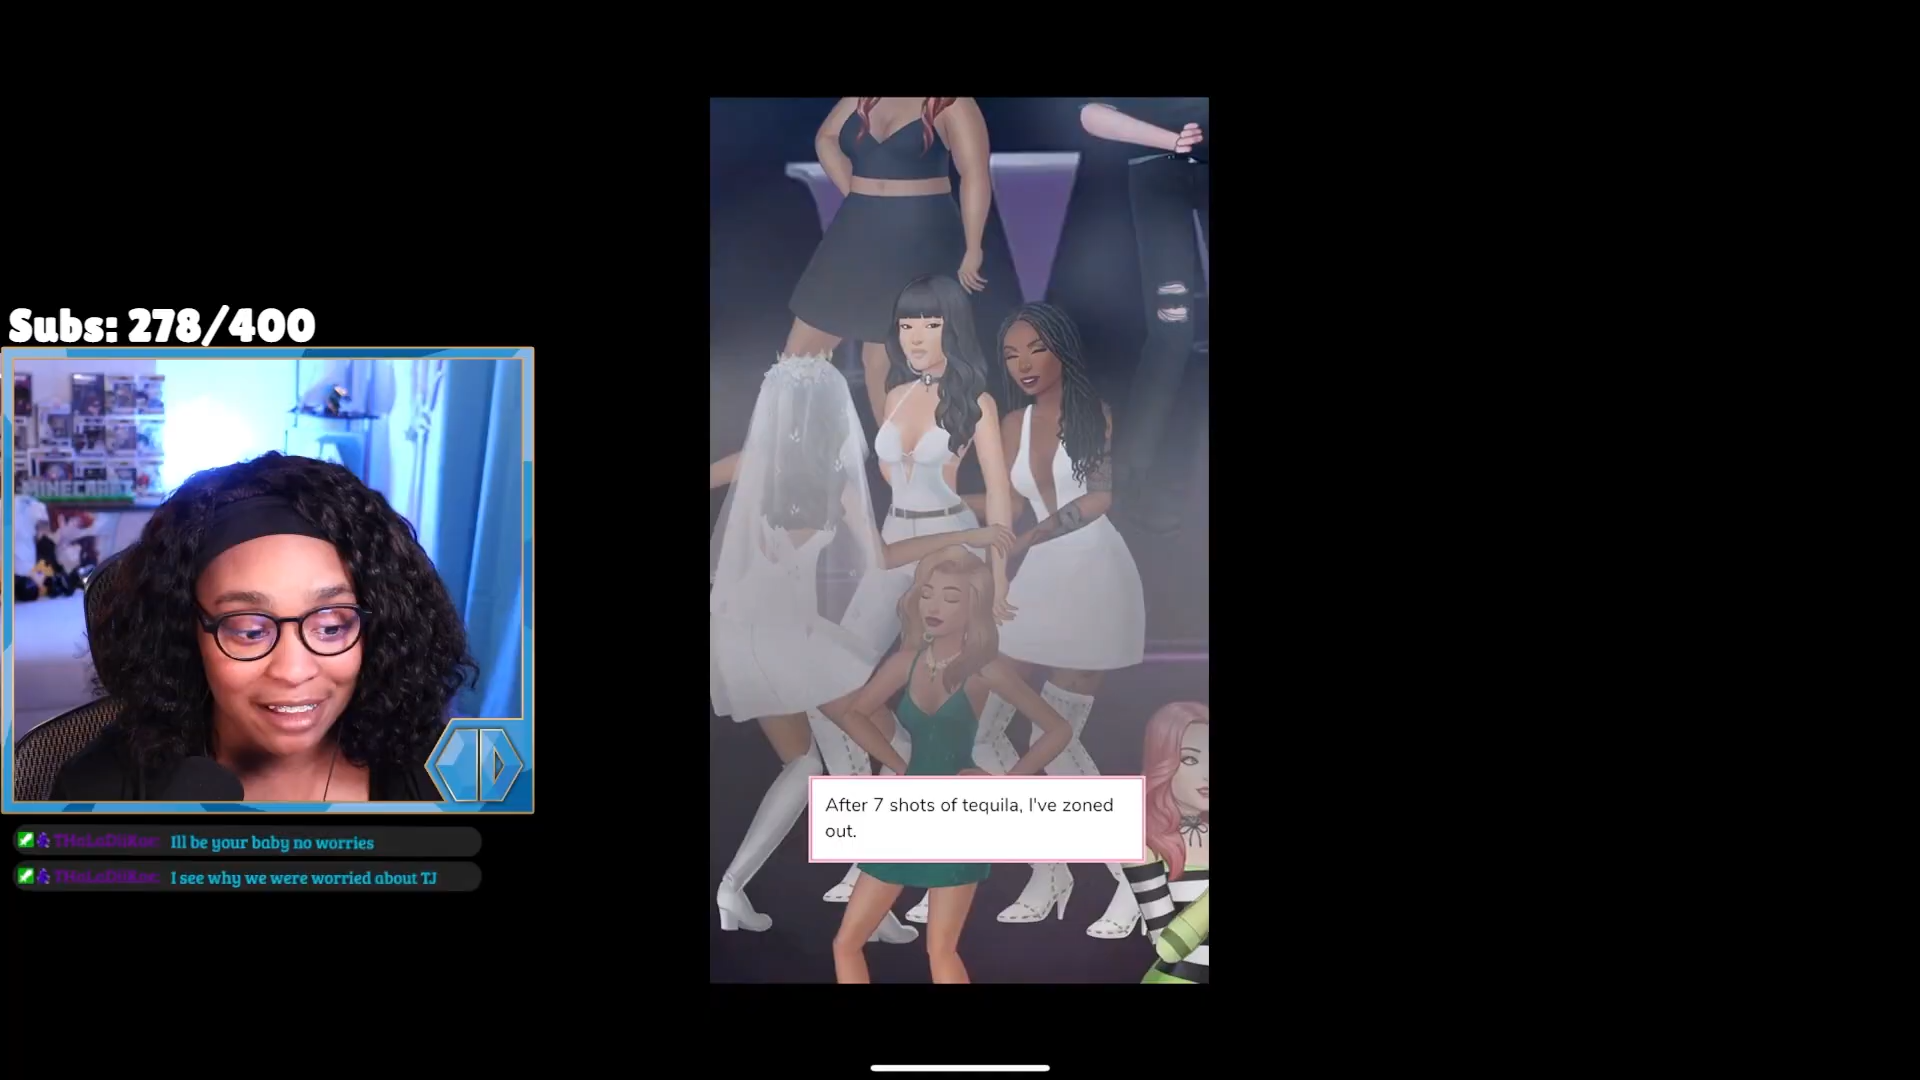 Subs: 278/400
MINECRAFT
After 7 shots of tequila, I've zoned
out.
Ill be your baby no worries
I see why we were worried about TJ